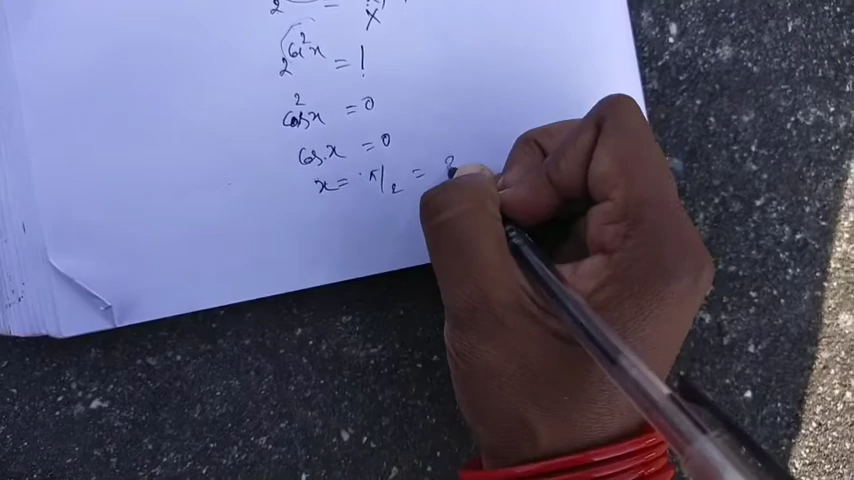 2^{cos²x} = 1
cos²x = 0
cos x = 0
x = π/2 =